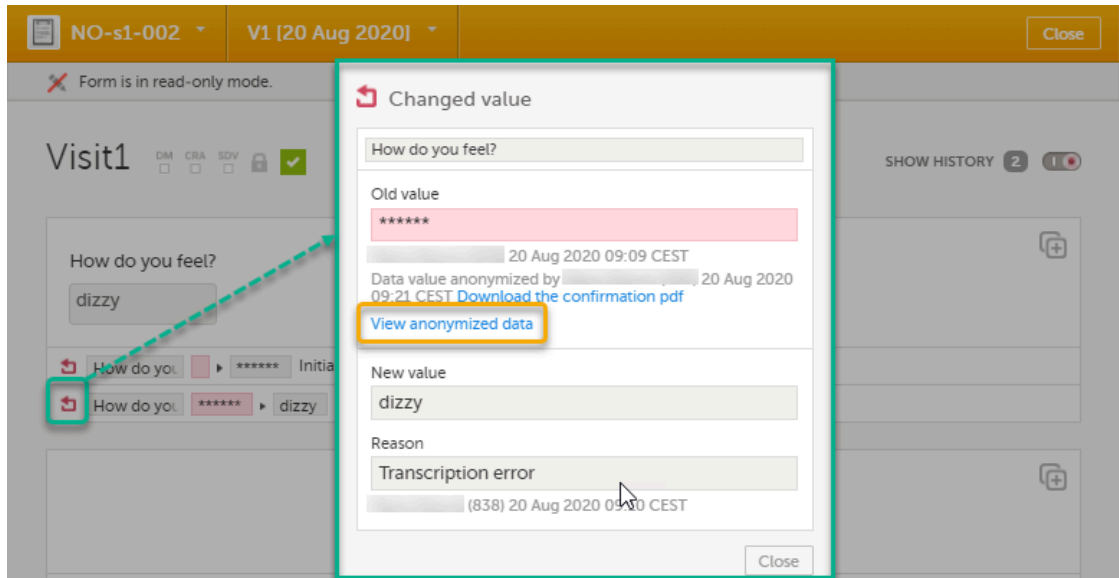 NO-s1-002
V1 [20 Aug 2020]
Close
Form is in read-only mode.
Visit1
DM CRA SDV
SHOW HISTORY 2
How do you feel?
dizzy
How do you ****** Initia
How do you ****** dizzy
Changed value
How do you feel?
Old value
******
20 Aug 2020 09:09 CEST
Data value anonymized by 20 Aug 2020
09:21 CEST Download the confirmation pdf
View anonymized data
New value
dizzy
Reason
Transcription error
(838) 20 Aug 2020 CEST
Close